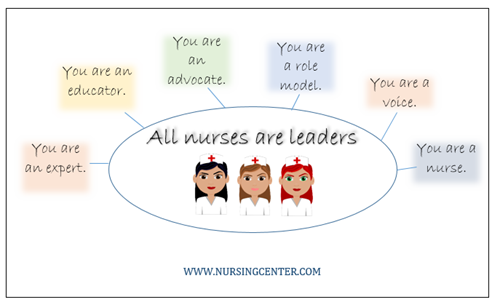 You are
an expert.
You are an
educator.
You are
an
advocate.
You are
a role
model.
You are a
voice.
You are a
nurse.
All nurses are leaders
WWW.NURSINGCENTER.COM